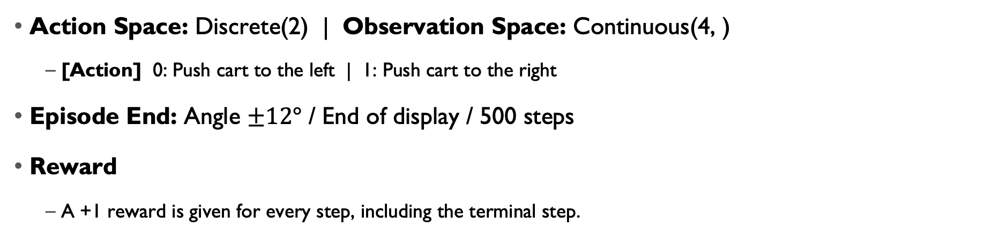 • Action Space: Discrete(2) | Observation Space: Continuous(4, )
– [Action] 0: Push cart to the left | 1: Push cart to the right
• Episode End: Angle ±12° / End of display / 500 steps
• Reward
– A +1 reward is given for every step, including the terminal step.